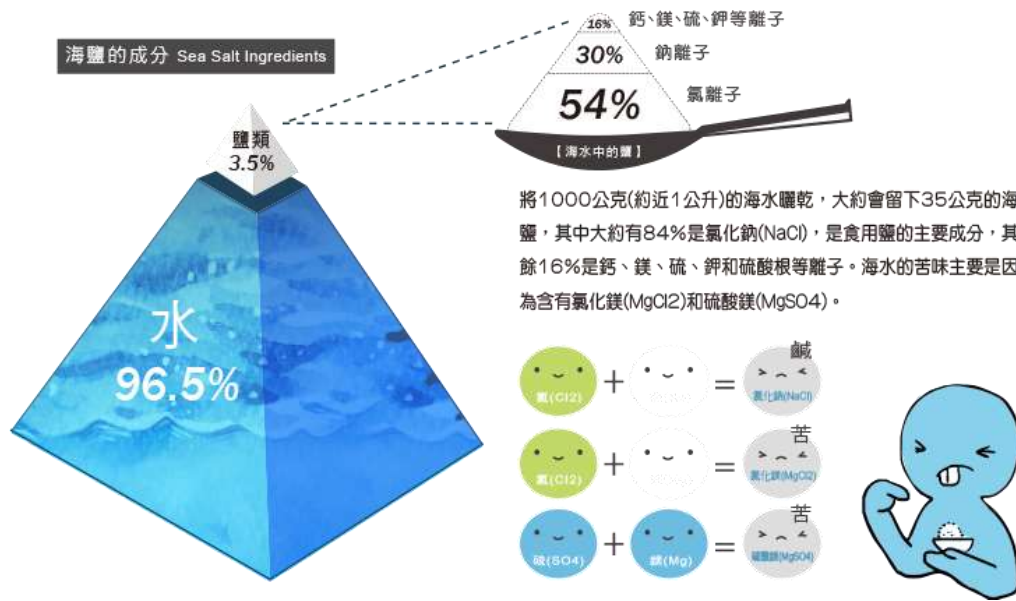 海鹽的成分 Sea Salt Ingredients
16%
鈣、鎂、硫、鉀等離子
30%
鈉離子
54%
氯離子
【海水中的鹽】
鹽類
3.5%
水
96.5%
將1000公克(約近1公升)的海水曬乾，大約會留下35公克的海
鹽，其中大約有84%是氯化鈉(NaCl)，是食用鹽的主要成分，其
餘16%是鈣、鎂、硫、鉀和硫酸根等離子。海水的苦味主要是因
為含有氯化鎂(MgCl2)和硫酸鎂(MgSO4)。
鹹
氯(Cl2)
+
=
氯化鈉(NaCl)
苦
氯(Cl2)
+
=
氯化鎂(MgCl2)
苦
(SO4)
+
鎂(Mg)
=
(MgSO4)